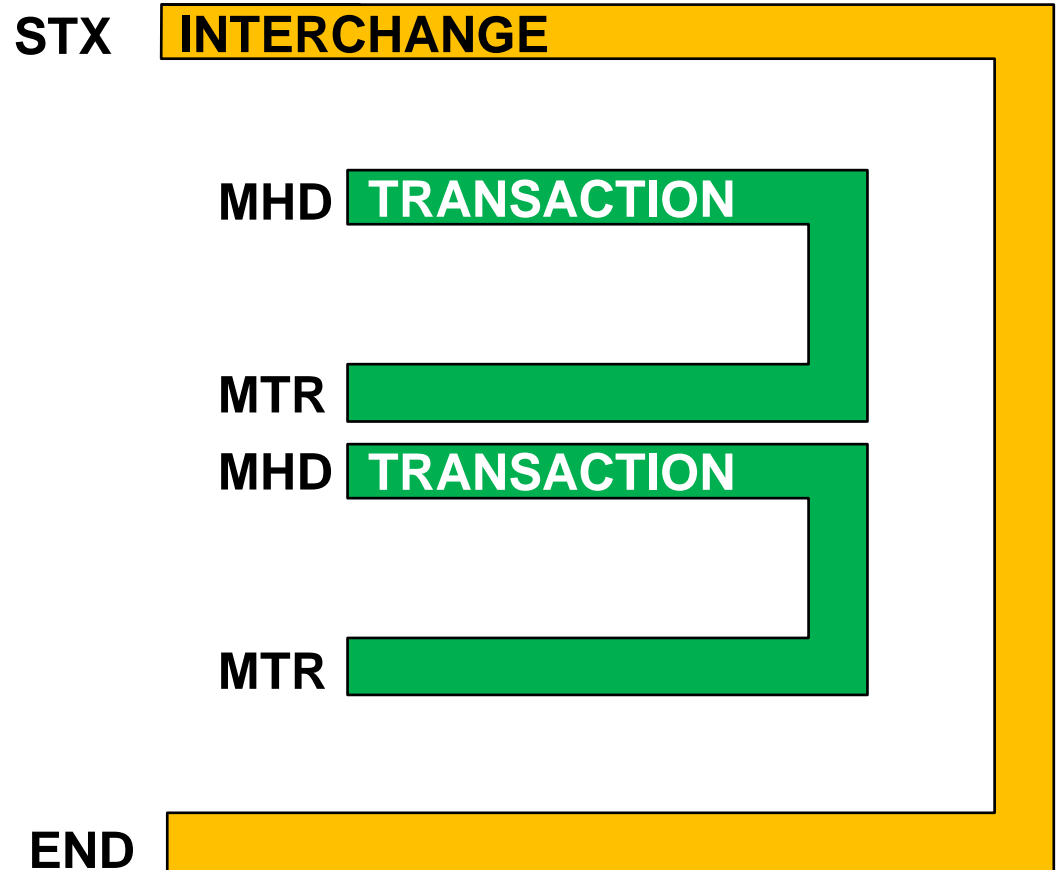 STX INTERCHANGE
MHD TRANSACTION
MTR
MHD TRANSACTION
MTR
END